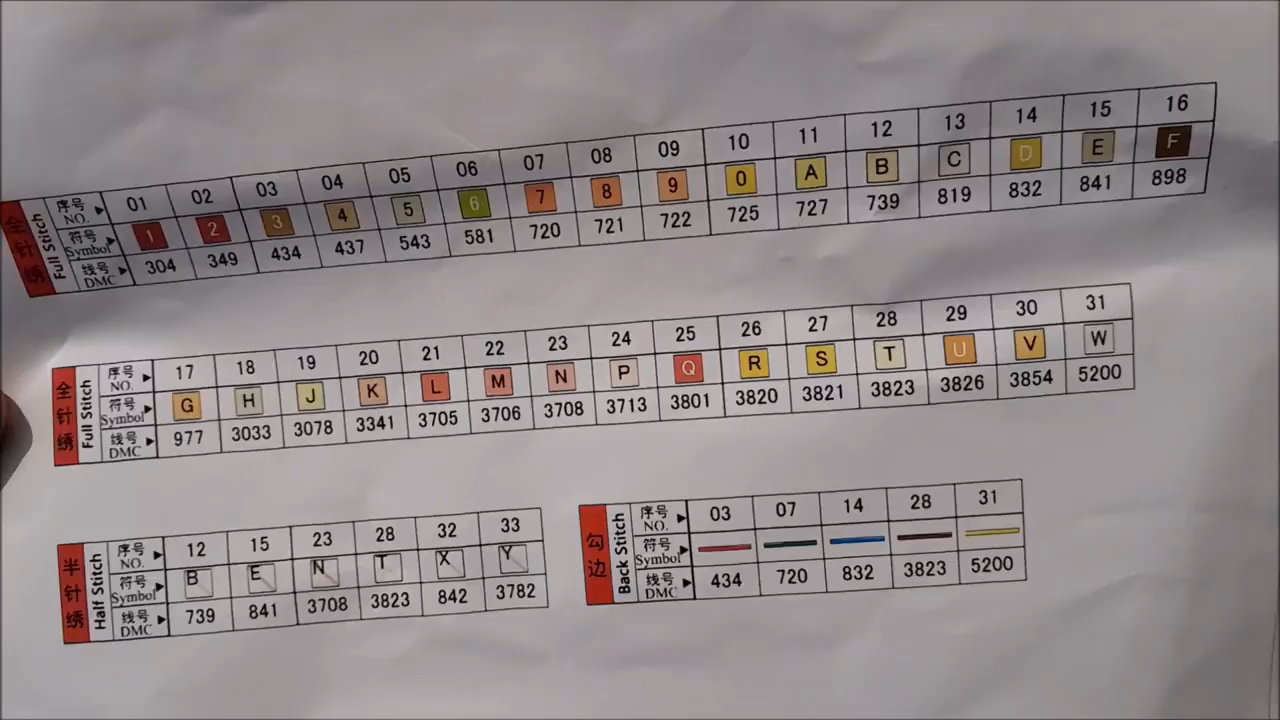 全针绣 Full Stitch
序号 NO. 01 02 03 04 05 06 07 08 09 10 11 12 13 14 15 16
符号 Symbol 1 2 3 4 5 6 7 8 9 0 A B C D E F
线号 DMC 304 349 434 437 543 581 720 721 722 725 727 739 819 832 841 898
全针绣 Full Stitch
序号 NO. 17 18 19 20 21 22 23 24 25 26 27 28 29 30 31
符号 Symbol G H J K L M N P Q R S T U V W
线号 DMC 977 3033 3078 3341 3705 3706 3708 3713 3801 3820 3821 3823 3826 3854 5200
半针绣 Half Stitch
序号 NO. 12 15 23 28 32 33
符号 Symbol B E N T X Y
线号 DMC 739 841 3708 3823 842 3782
勾边 Back Stitch
序号 NO. 03 07 14 28 31
符号 Symbol
线号 DMC 434 720 832 3823 5200